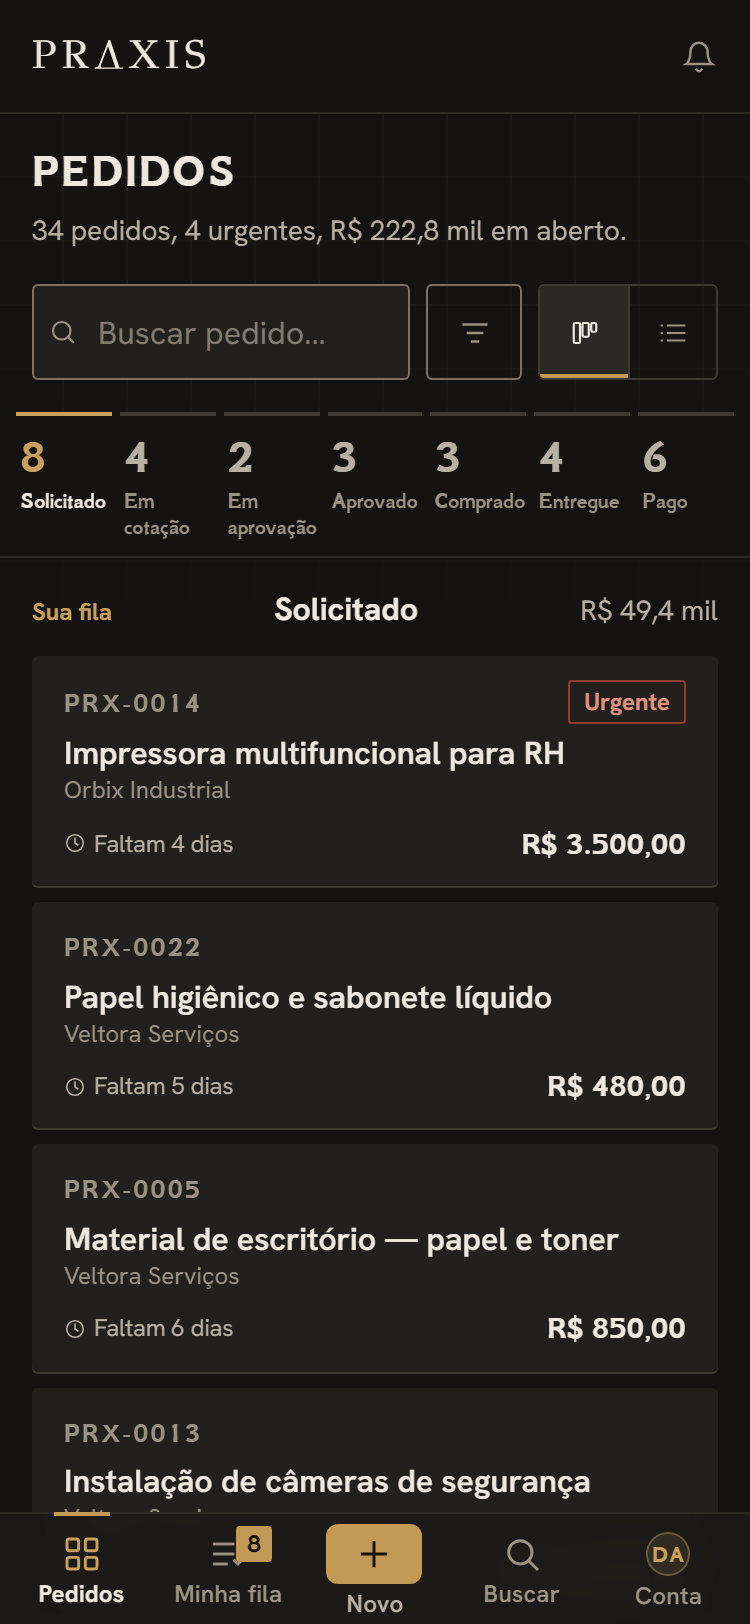 PRΛXIS
PEDIDOS
34 pedidos, 4 urgentes, R$ 222,8 mil em aberto.
Buscar pedido...
8 4 2 3 3 4 6
Solicitado Em cotação Em aprovação Aprovado Comprado Entregue Pago
Sua fila Solicitado R$ 49,4 mil
PRX-0014 Urgente
Impressora multifuncional para RH
Orbix Industrial
Faltam 4 dias R$ 3.500,00
PRX-0022
Papel higiênico e sabonete líquido
Veltora Serviços
Faltam 5 dias R$ 480,00
PRX-0005
Material de escritório — papel e toner
Veltora Serviços
Faltam 6 dias R$ 850,00
PRX-0013
Instalação de câmeras de segurança
8 DA
Pedidos Minha fila Novo Buscar Conta